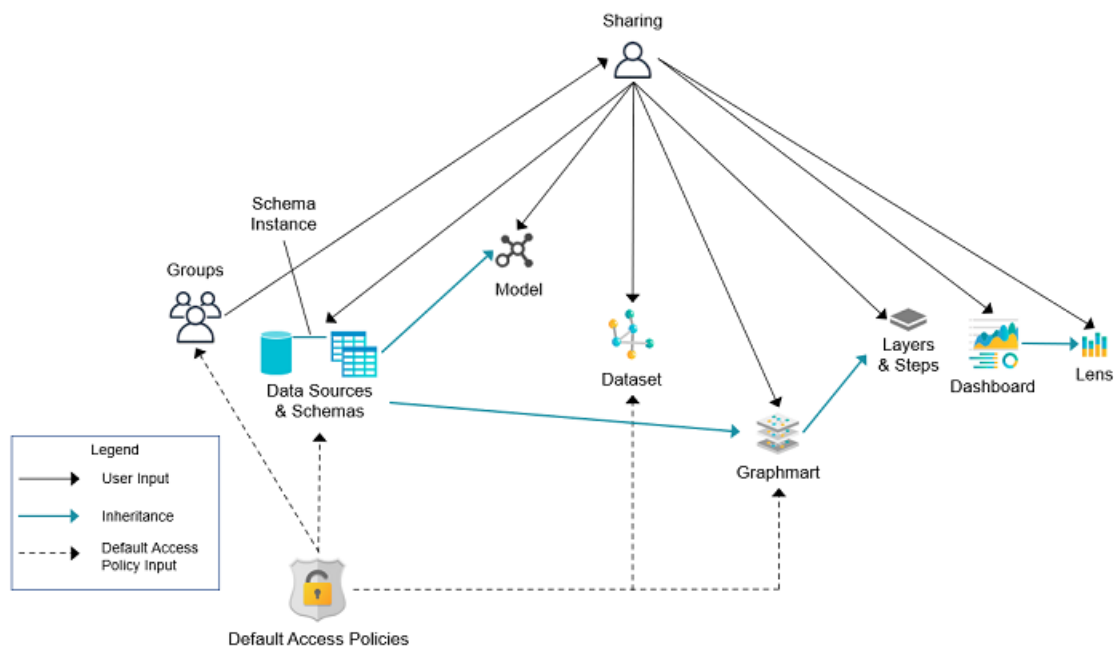 Sharing
Schema
Instance
Groups
Model
Data Sources
& Schemas
Dataset
Layers
& Steps
Dashboard
Lens
Graphmart
Legend
User Input
Inheritance
Default Access
Policy Input
Default Access Policies